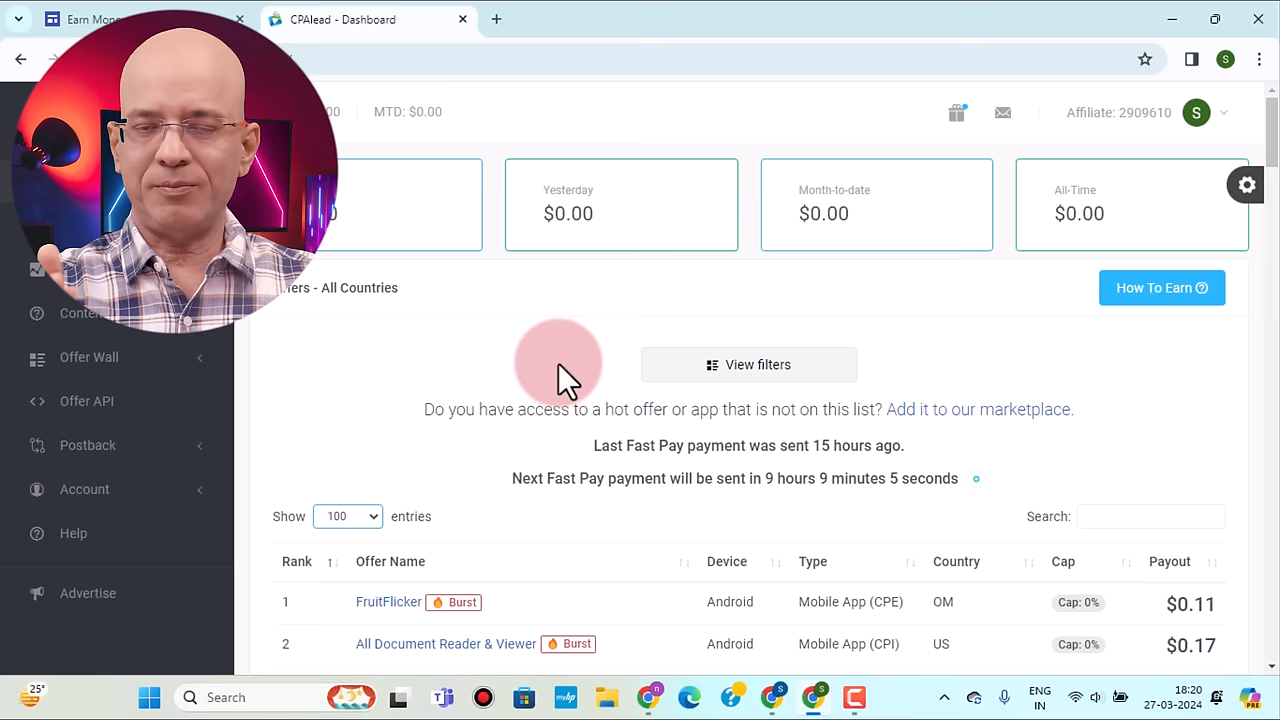 Earn Mone
CPAlead - Dashboard
00
MTD: $0.00
Affiliate: 2909610
S
Yesterday
$0.00
Month-to-date
$0.00
All-Time
$0.00
Offers - All Countries
How To Earn
Conten
Offer Wall
Offer API
Postback
Account
Help
Advertise
View filters
Do you have access to a hot offer or app that is not on this list? Add it to our marketplace.
Last Fast Pay payment was sent 15 hours ago.
Next Fast Pay payment will be sent in 9 hours 9 minutes 5 seconds
Show 100 entries
Search:
Rank Offer Name Device Type Country Cap Payout
1 FruitFlicker Burst Android Mobile App (CPE) OM Cap: 0% $0.11
2 All Document Reader & Viewer Burst Android Mobile App (CPI) US Cap: 0% $0.17
25°
Search
ENG
IN
18:20
27-03-2024
PRE